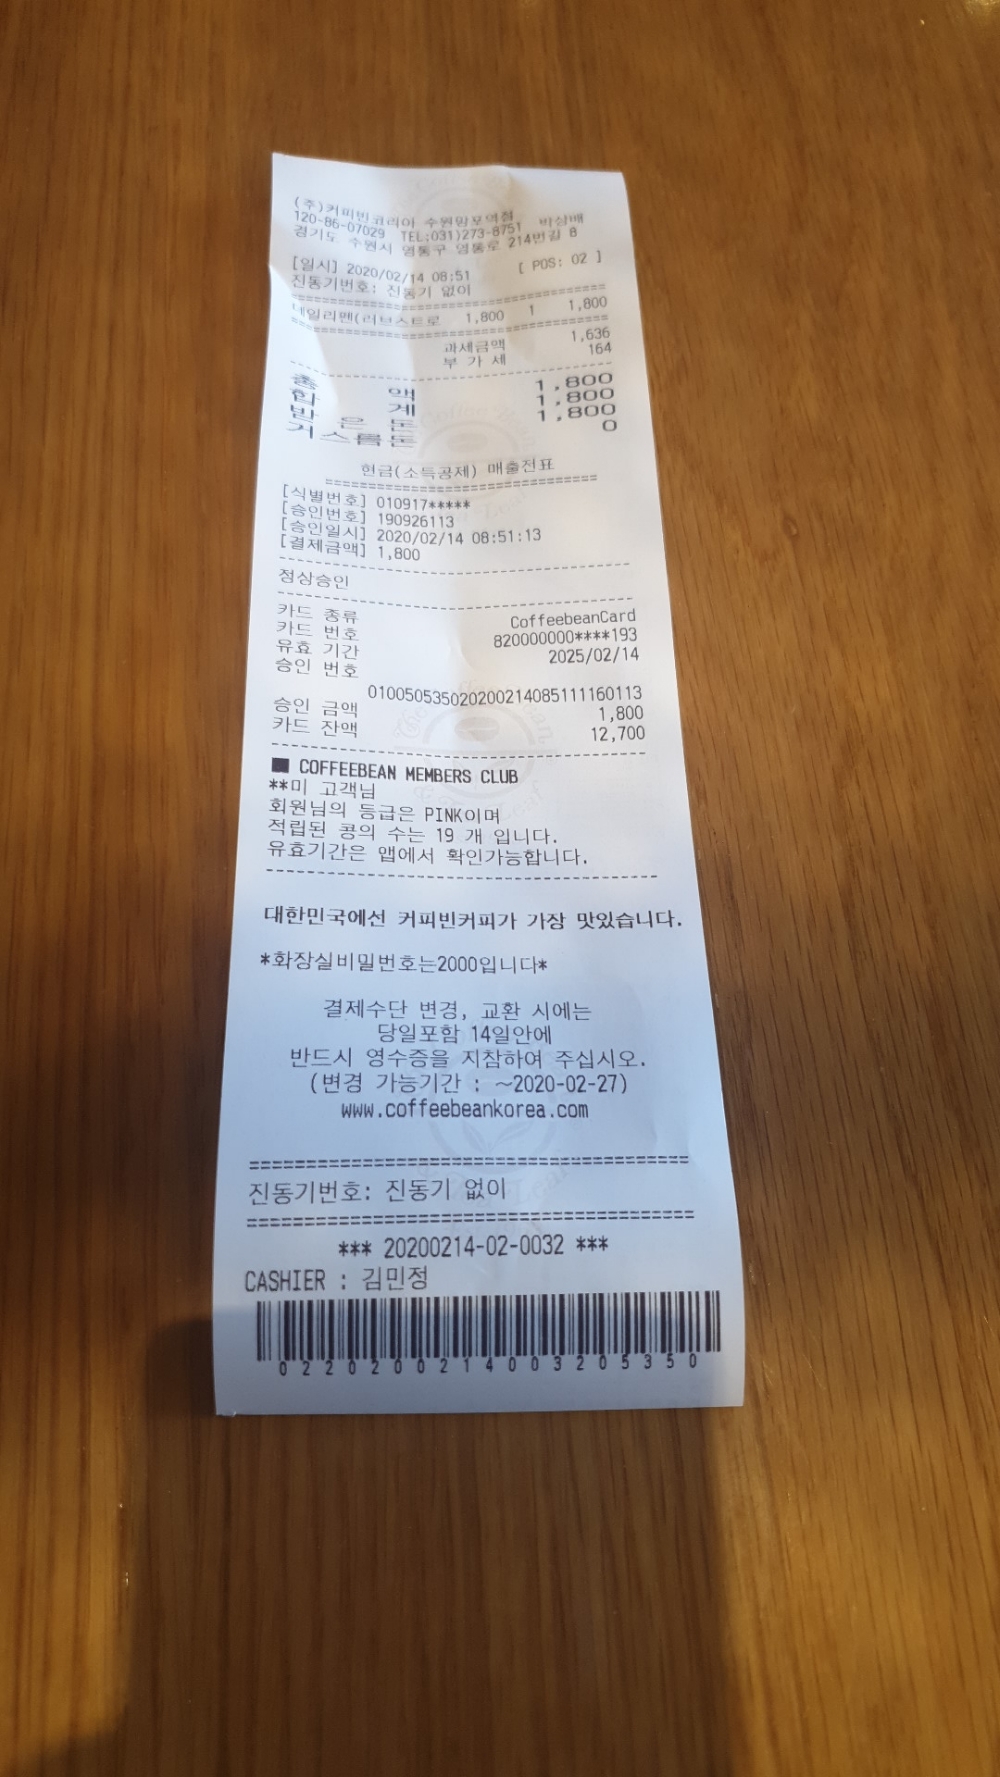 (주)커피빈코리아 수원망포역점
120-86-07029 TEL:031)273-8751 박상배
경기도 수원시 영통구 영통로 214번길 8
[일시] 2020/02/14 08:51 [ POS: 02 ]
진동기번호: 진동기 없이
================================
데일리팬(러브스트로 1,800 1 1,800
================================
과세금액 1,636
부 가 세 164
총 액 1,800
합 계 1,800
받 은 돈 1,800
거스름돈 0
현금(소득공제) 매출전표
================================
[식별번호] 010917*****
[승인번호] 190926113
[승인일시] 2020/02/14 08:51:13
[결제금액] 1,800
정상승인
카드 종류 CoffeebeanCard
카드 번호 820000000****193
유효 기간 2025/02/14
승인 번호
01005053502020021408511116​0113
승인 금액 1,800
카드 잔액 12,700
■ COFFEEBEAN MEMBERS CLUB
**미 고객님
회원님의 등급은 PINK이며
적립된 콩의 수는 19 개 입니다.
유효기간은 앱에서 확인가능합니다.
대한민국에선 커피빈커피가 가장 맛있습니다.
*화장실비밀번호는2000입니다*
결제수단 변경, 교환 시에는
당일포함 14일안에
반드시 영수증을 지참하여 주십시오.
(변경 가능기간 : ~2020-02-27)
www.coffeebeankorea.com
======================================
진동기번호: 진동기 없이
======================================
*** 20200214-02-0032 ***
CASHIER : 김민정
0220200214003205350